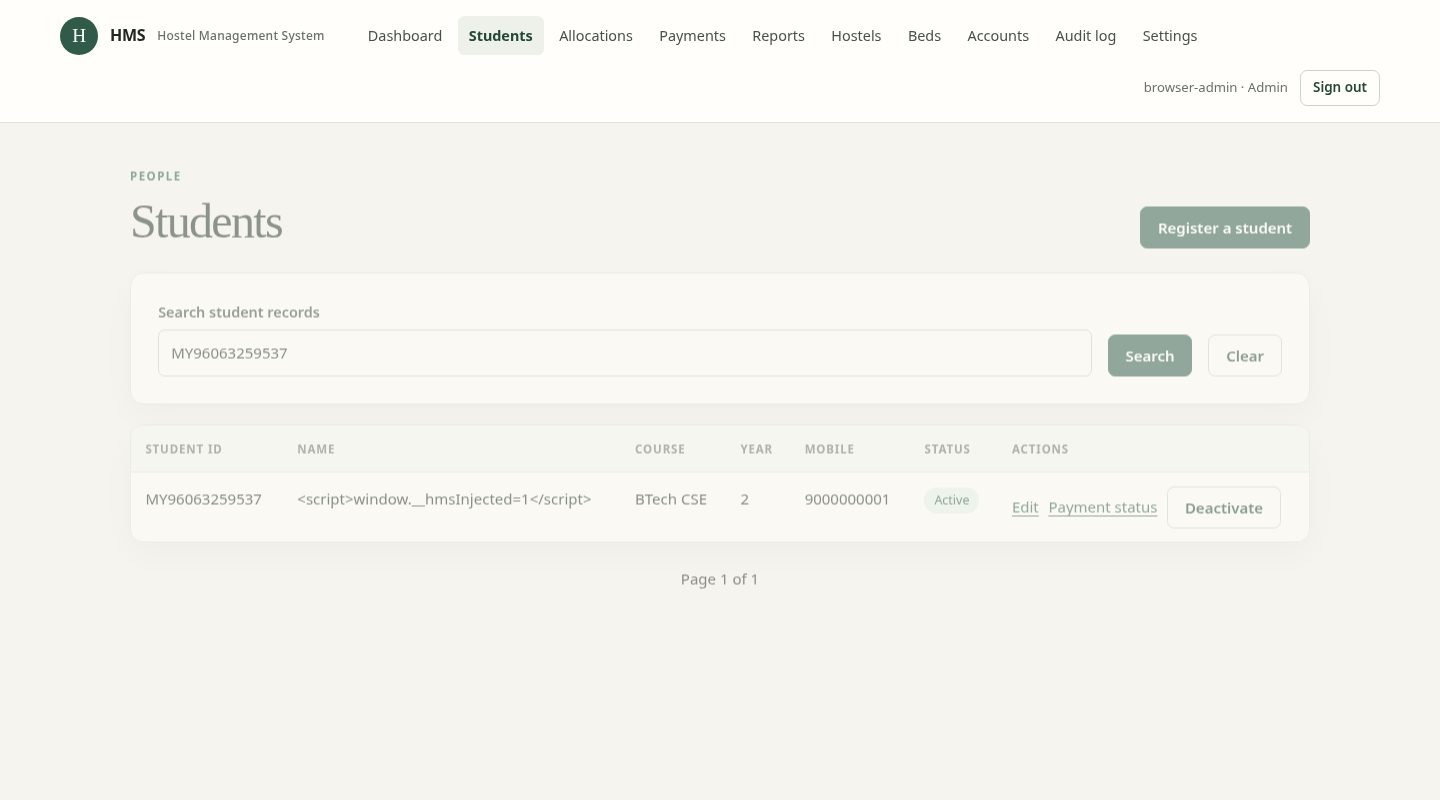 H HMS Hostel Management System Dashboard Students Allocations Payments Reports Hostels Beds Accounts Audit log Settings
browser-admin · Admin Sign out
PEOPLE
Students
Register a student
Search student records
MY96063259537 Search Clear
STUDENT ID NAME COURSE YEAR MOBILE STATUS ACTIONS
MY96063259537 <script>window.__hmsInjected=1</script> BTech CSE 2 9000000001 Active Edit Payment status Deactivate
Page 1 of 1